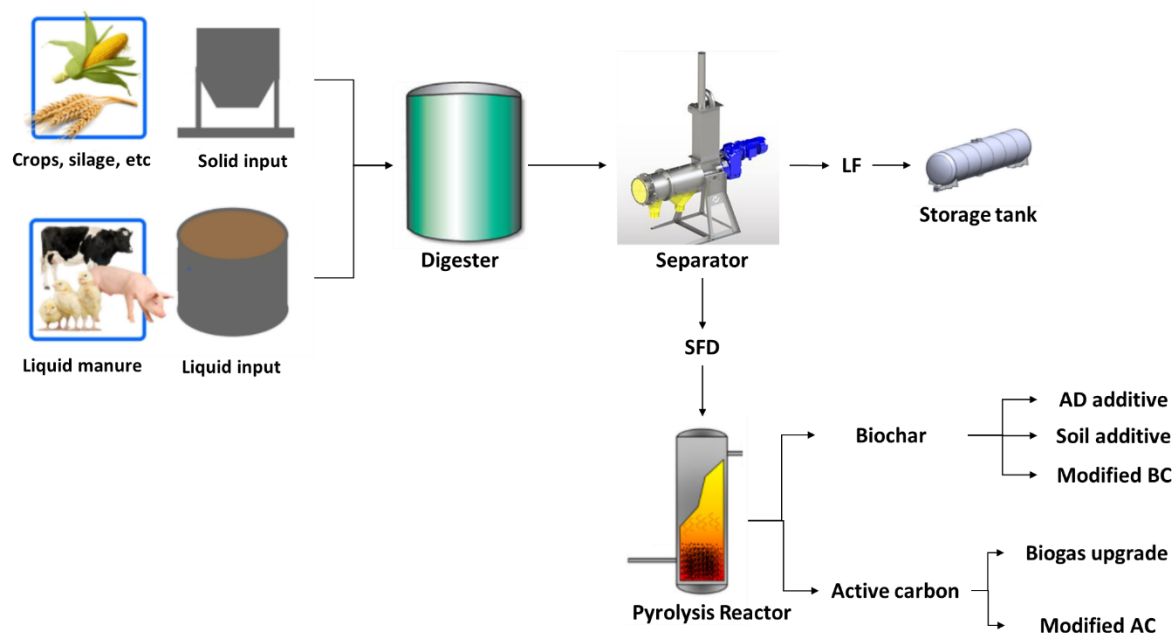 Crops, silage, etc
Solid input
Liquid manure
Liquid input
Digester
Separator
LF
Storage tank
SFD
Pyrolysis Reactor
Biochar
AD additive
Soil additive
Modified BC
Active carbon
Biogas upgrade
Modified AC